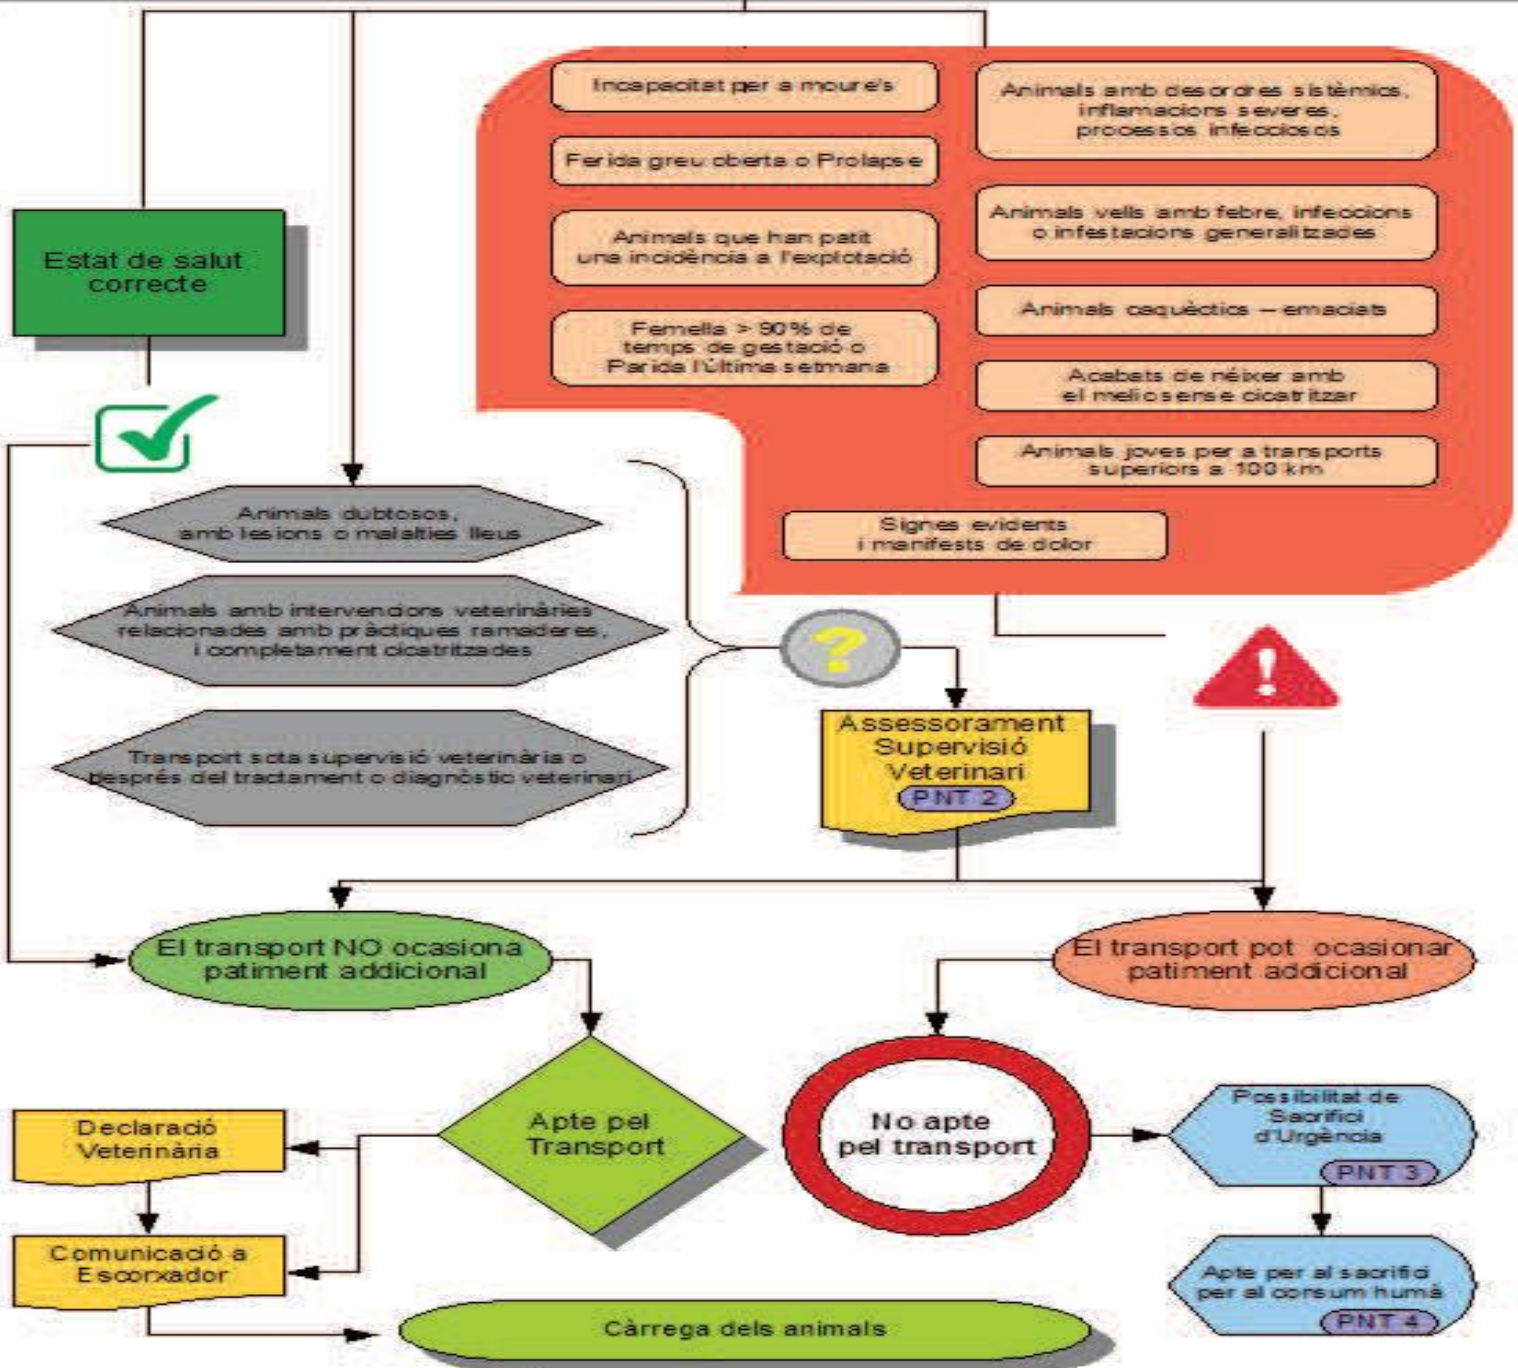 Incapacitat per a moure's
Ferida greu oberta o Prolapse
Animals que han patit
una incidència a l'explotació
Femella > 90% de
temps de gestació o
Parida l'Última setmana
Animals amb desordres sistèmics,
inflamacions severes,
processos infecciosos
Animals vells amb febre, infeccions
o infestacions generalitzades
Animals caquèctics – emaciats
Acabats de néixer amb
el melic sense cicatritzar
Animals joves per a transports
superiors a 100 km
Signes evidents
i manifests de dolor
Estat de salut
correcte
Animals dubtosos,
amb lesions o malalties lleus
Animals amb intervencions veterinàries
relacionades amb pràctiques ramaderes,
i completament cicatritzades
Transport sota supervisió veterinària o
després del tractament o diagnòstic veterinari
?
!
Assessorament
Supervisió
Veterinari
PNT 2
El transport NO ocasiona
patiment addicional
El transport pot ocasionar
patiment addicional
Apte pel
Transport
No apte
pel transport
Declaració
Veterinària
Comunicació a
Escorxador
Càrrega dels animals
Possibilitat de
Sacrifici
d'Urgència
PNT 3
Apte per al sacrifici
per al consum humà
PNT 4